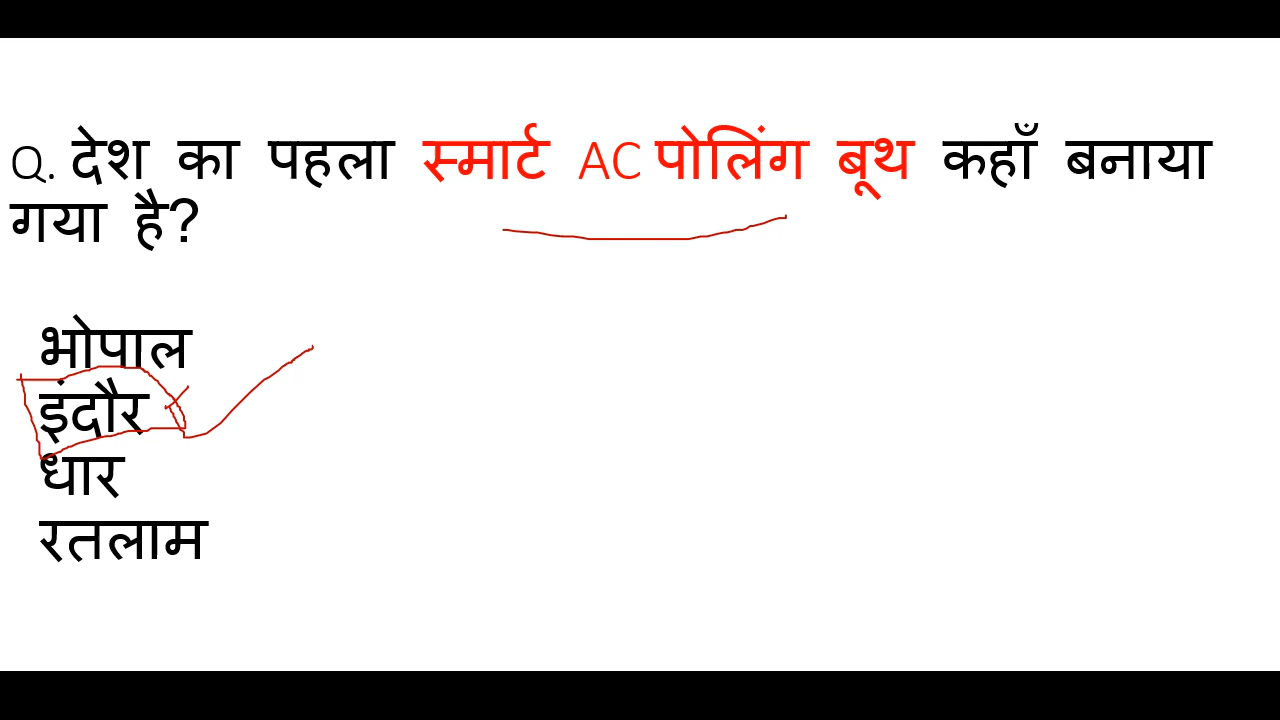 Q. देश का पहला स्मार्ट AC पोलिंग बूथ कहाँ बनाया
गया है?
भोपाल
इंदौर
धार
रतलाम